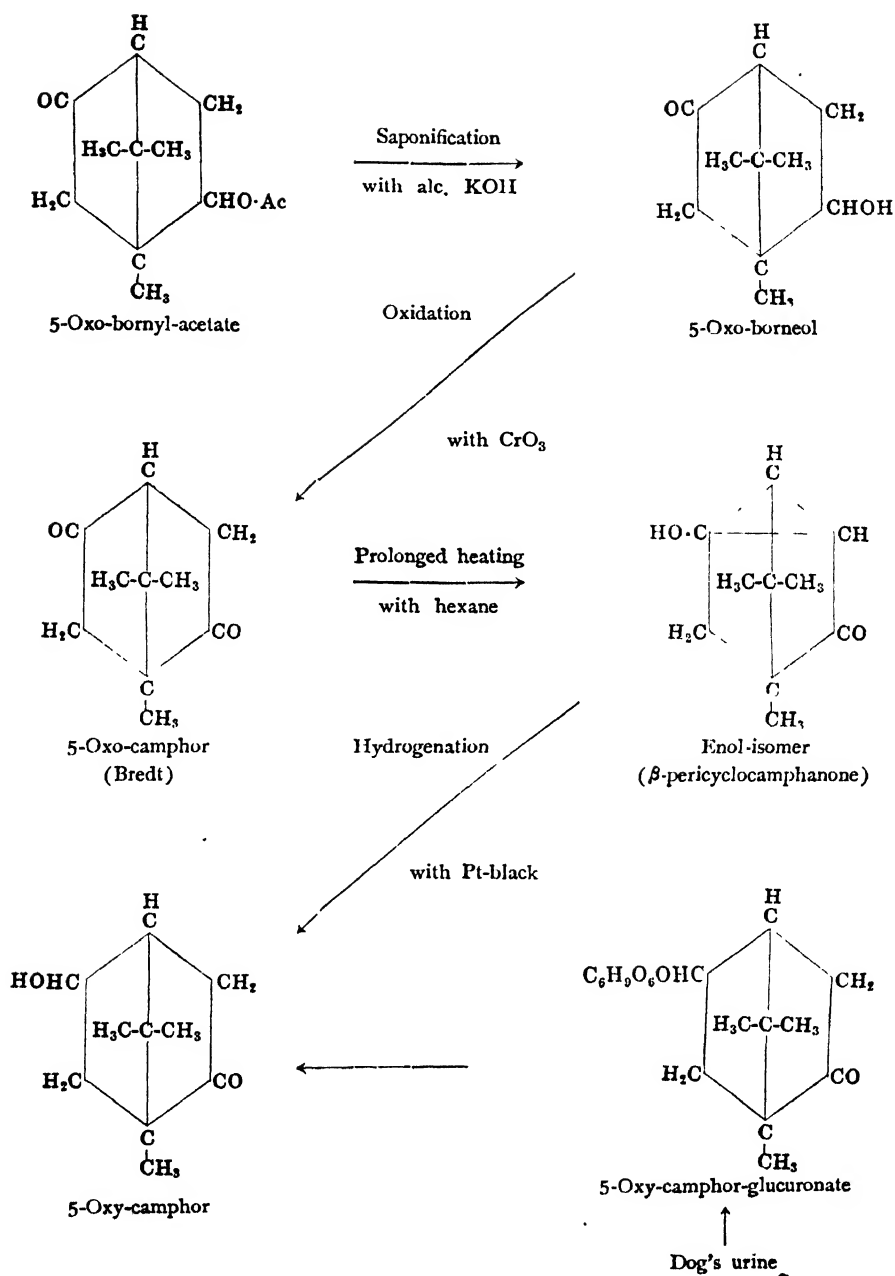 H
C
OC
CH₂
H₃C-C-CH₃
H₂C
CHO·Ac
C
CH₃
5-Oxo-bornyl-acetate
Saponification
with alc. KOH
H
C
OC
CH₂
H₃C-C-CH₃
H₂C
CHOH
C
CH₃
5-Oxo-borneol
Oxidation
with CrO₃
H
C
OC
CH₂
H₃C-C-CH₃
H₂C
CO
C
CH₃
5-Oxo-camphor
(Bredt)
Prolonged heating
with hexane
H
C
HO·C
CH
H₃C-C-CH₃
H₂C
CO
C
CH₃
Enol-isomer
(β-pericyclocamphanone)
Hydrogenation
with Pt-black
H
C
HOHC
CH₂
H₃C-C-CH₃
H₂C
CO
C
CH₃
5-Oxy-camphor
H
C
C₆H₉O₆OHC
CH₂
H₃C-C-CH₃
H₂C
CO
C
CH₃
5-Oxy-camphor-glucuronate
Dog's urine